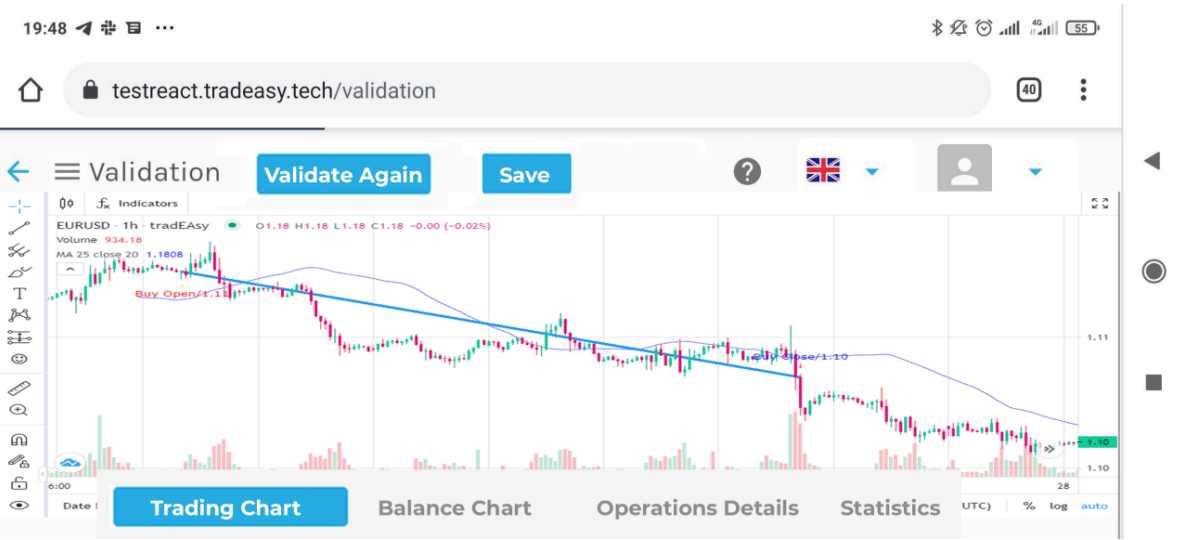 19:48
4G
55
testreact.tradeasy.tech/validation
40
Validation
Validate Again
Save
Indicators
EURUSD · 1h · tradEAsy O1.18 H1.18 L1.18 C1.18 -0.00 (-0.02%)
Volume 934.18
MA 25 close 20 1.1808
Buy Open/1.11
1.11
Buy Close/1.10
1.10
1.10
6:00
28
Date
UTC)
%
log
auto
Trading Chart
Balance Chart
Operations Details
Statistics